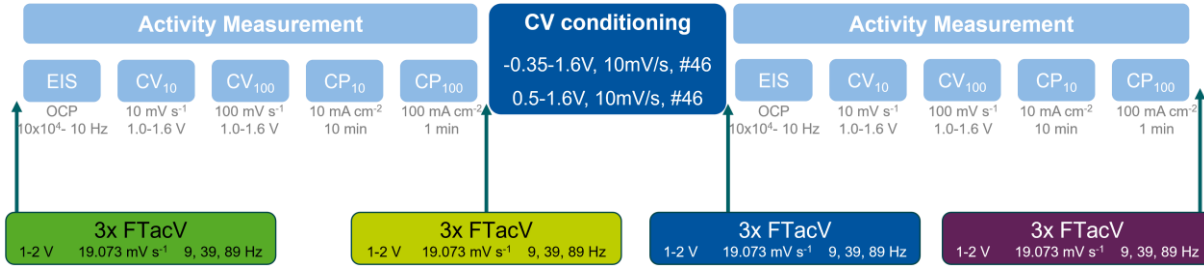 Activity Measurement
EIS CV10 CV100 CP10 CP100
OCP 10 mV s-1 100 mV s-1 10 mA cm-2 100 mA cm-2
10x10⁴- 10 Hz 1.0-1.6 V 1.0-1.6 V 10 min 1 min
CV conditioning
-0.35-1.6V, 10mV/s, #46
0.5-1.6V, 10mV/s, #46
Activity Measurement
EIS CV10 CV100 CP10 CP100
OCP 10 mV s-1 100 mV s-1 10 mA cm-2 100 mA cm-2
10x10⁴- 10 Hz 1.0-1.6 V 1.0-1.6 V 10 min 1 min
3x FTacV
1-2 V 19.073 mV s-1 9, 39, 89 Hz
3x FTacV
1-2 V 19.073 mV s-1 9, 39, 89 Hz
3x FTacV
1-2 V 19.073 mV s-1 9, 39, 89 Hz
3x FTacV
1-2 V 19.073 mV s-1 9, 39, 89 Hz